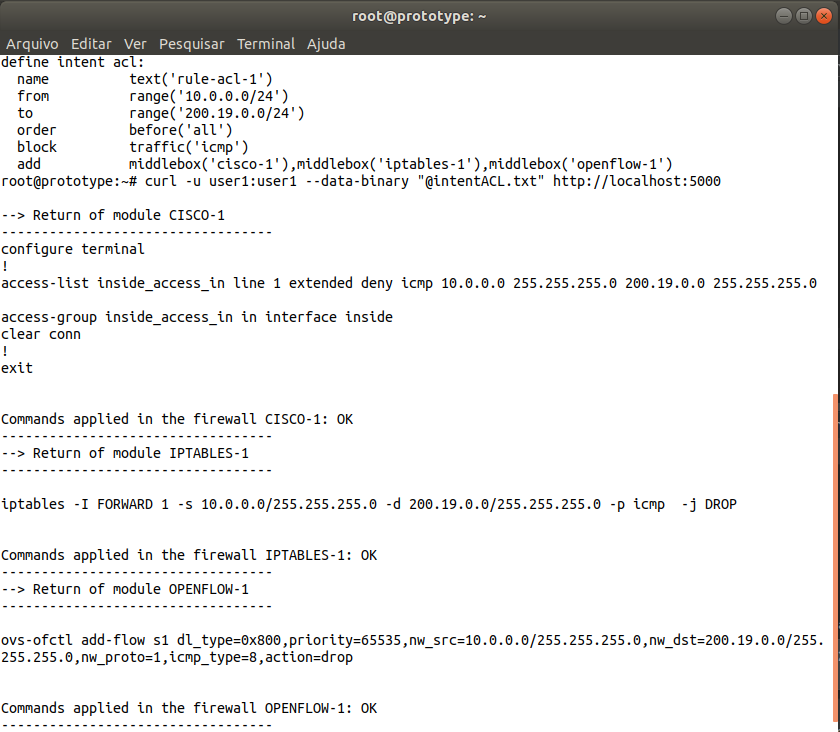 root@prototype: ~
Arquivo Editar Ver Pesquisar Terminal Ajuda
define intent acl:
  name          text('rule-acl-1')
  from          range('10.0.0.0/24')
  to            range('200.19.0.0/24')
  order         before('all')
  block         traffic('icmp')
  add           middlebox('cisco-1'),middlebox('iptables-1'),middlebox('openflow-1')
root@prototype:~# curl -u user1:user1 --data-binary "@intentACL.txt" http://localhost:5000
--> Return of module CISCO-1
----------------------------------
configure terminal
!
access-list inside_access_in line 1 extended deny icmp 10.0.0.0 255.255.255.0 200.19.0.0 255.255.255.0
access-group inside_access_in in interface inside
clear conn
!
exit
Commands applied in the firewall CISCO-1: OK
----------------------------------
--> Return of module IPTABLES-1
----------------------------------
iptables -I FORWARD 1 -s 10.0.0.0/255.255.255.0 -d 200.19.0.0/255.255.255.0 -p icmp  -j DROP
Commands applied in the firewall IPTABLES-1: OK
----------------------------------
--> Return of module OPENFLOW-1
----------------------------------
ovs-ofctl add-flow s1 dl_type=0x800,priority=65535,nw_src=10.0.0.0/255.255.255.0,nw_dst=200.19.0.0/255.
255.255.0,nw_proto=1,icmp_type=8,action=drop
Commands applied in the firewall OPENFLOW-1: OK
----------------------------------